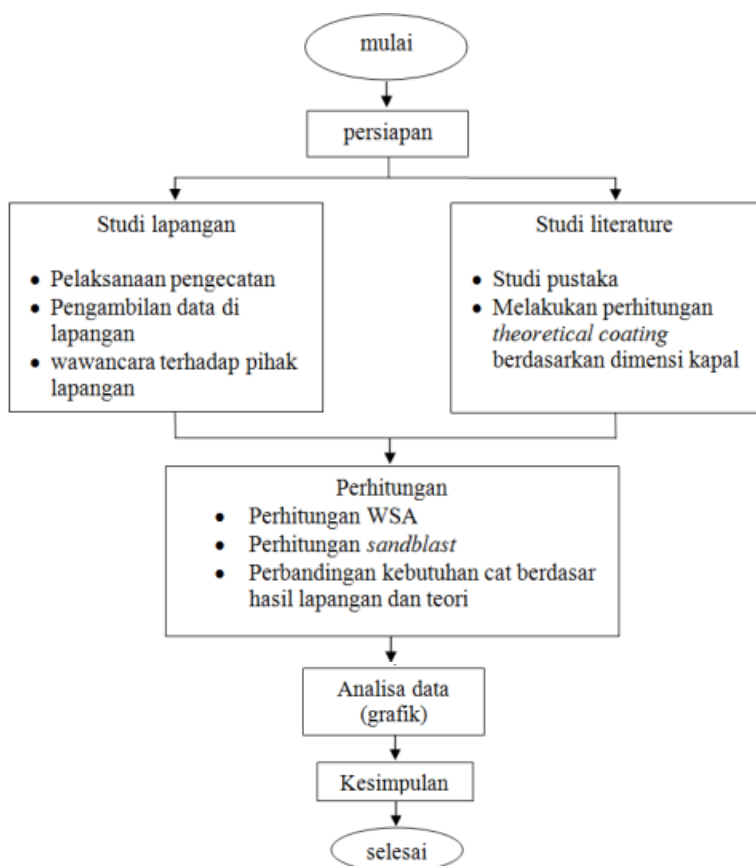 mulai
persiapan
Studi lapangan
• Pelaksanaan pengecatan
• Pengambilan data di
lapangan
• wawancara terhadap pihak
lapangan
Studi literature
• Studi pustaka
• Melakukan perhitungan
theoretical coating
berdasarkan dimensi kapal
Perhitungan
• Perhitungan WSA
• Perhitungan sandblast
• Perbandingan kebutuhan cat berdasar
hasil lapangan dan teori
Analisa data
(grafik)
Kesimpulan
selesai